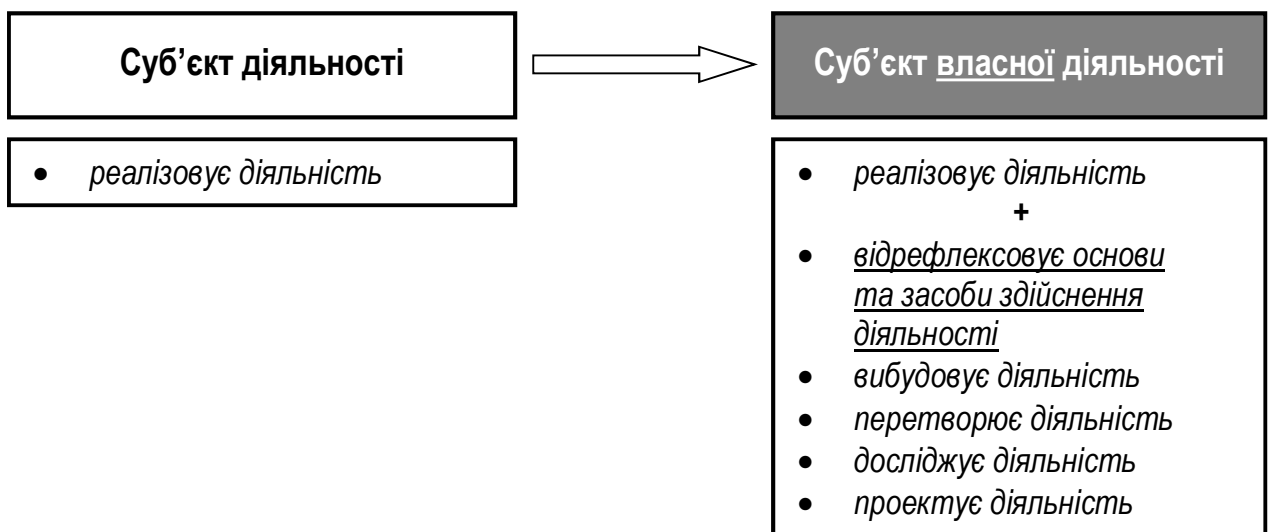 Суб’єкт діяльності
Суб’єкт власної діяльності
• реалізовує діяльність
• реалізовує діяльність
+
• відрефлексовує основи
та засоби здійснення
діяльності
• вибудовує діяльність
• перетворює діяльність
• досліджує діяльність
• проектує діяльність